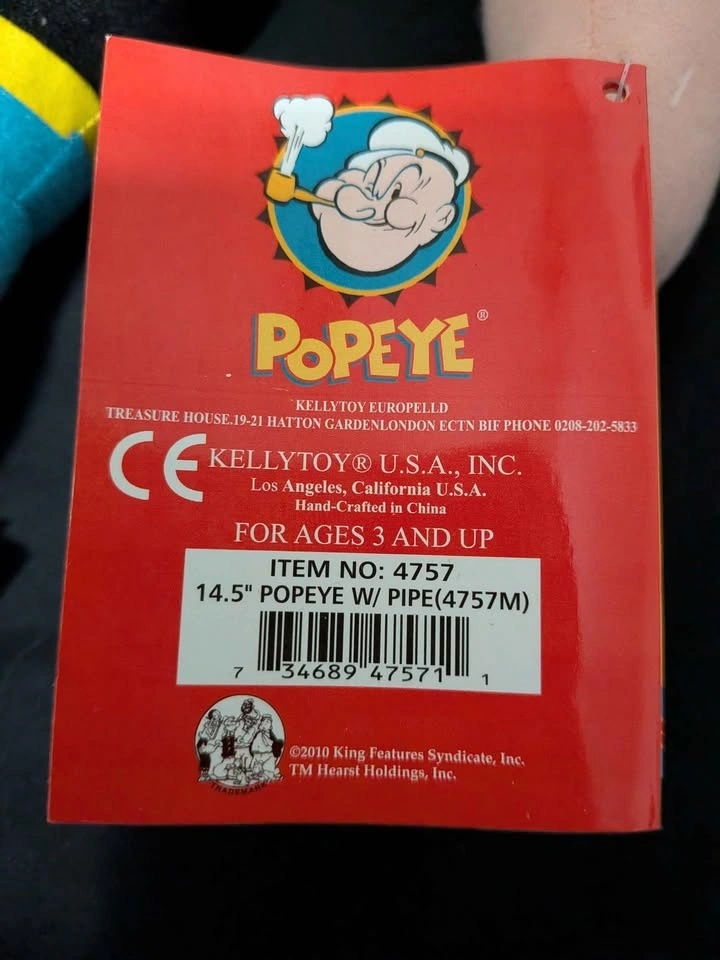 POPEYE®
KELLYTOY EUROPELLD
TREASURE HOUSE.19-21 HATTON GARDENLONDON ECTN BIF PHONE 0208-202-5833
CE
KELLYTOY® U.S.A., INC.
Los Angeles, California U.S.A.
Hand-Crafted in China
FOR AGES 3 AND UP
ITEM NO: 4757
14.5" POPEYE W/ PIPE(4757M)
7 34689 47571 1
TRADEMARK
©2010 King Features Syndicate, Inc.
TM Hearst Holdings, Inc.